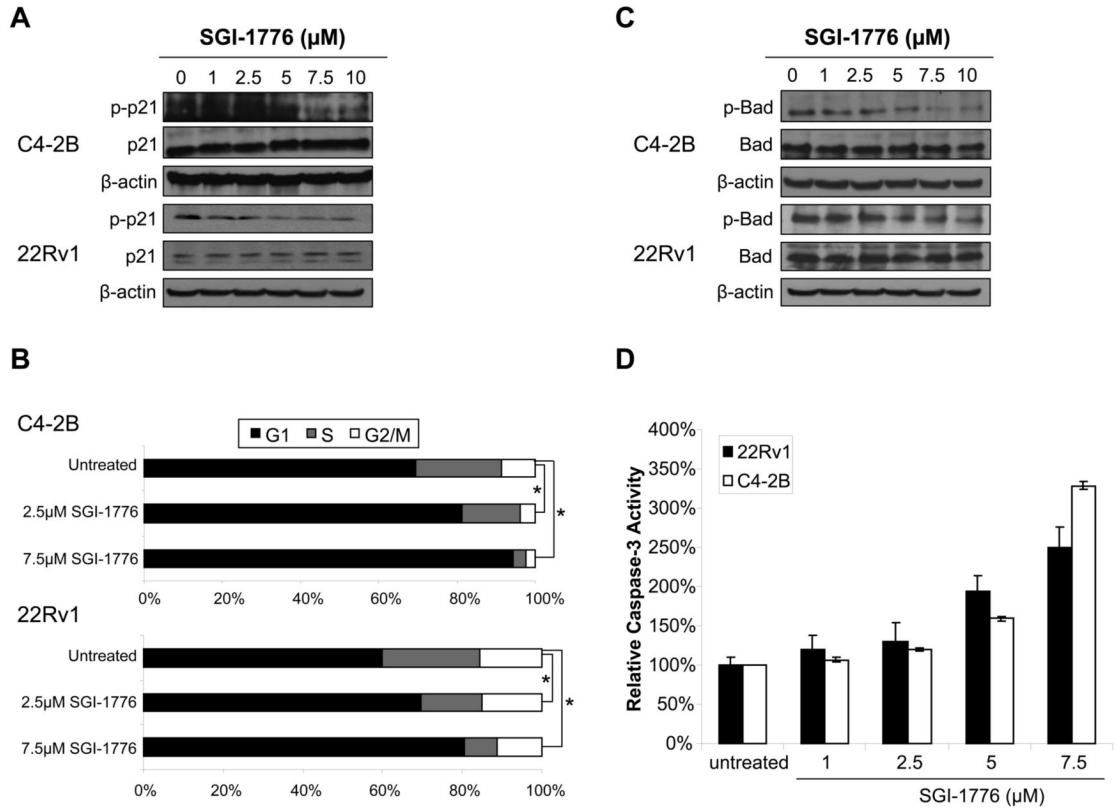 A
SGI-1776 (µM)
0 1 2.5 5 7.5 10
p-p21
C4-2B
p21
β-actin
p-p21
22Rv1
p21
β-actin
C
SGI-1776 (µM)
0 1 2.5 5 7.5 10
p-Bad
C4-2B
Bad
β-actin
p-Bad
22Rv1
Bad
β-actin
B
C4-2B
G1 S G2/M
Untreated
2.5µM SGI-1776
7.5µM SGI-1776
*
*
0% 20% 40% 60% 80% 100%
22Rv1
Untreated
2.5µM SGI-1776
7.5µM SGI-1776
*
*
0% 20% 40% 60% 80% 100%
D
Relative Caspase-3 Activity
400%
350%
300%
250%
200%
150%
100%
50%
0%
22Rv1
C4-2B
untreated 1 2.5 5 7.5
SGI-1776 (µM)